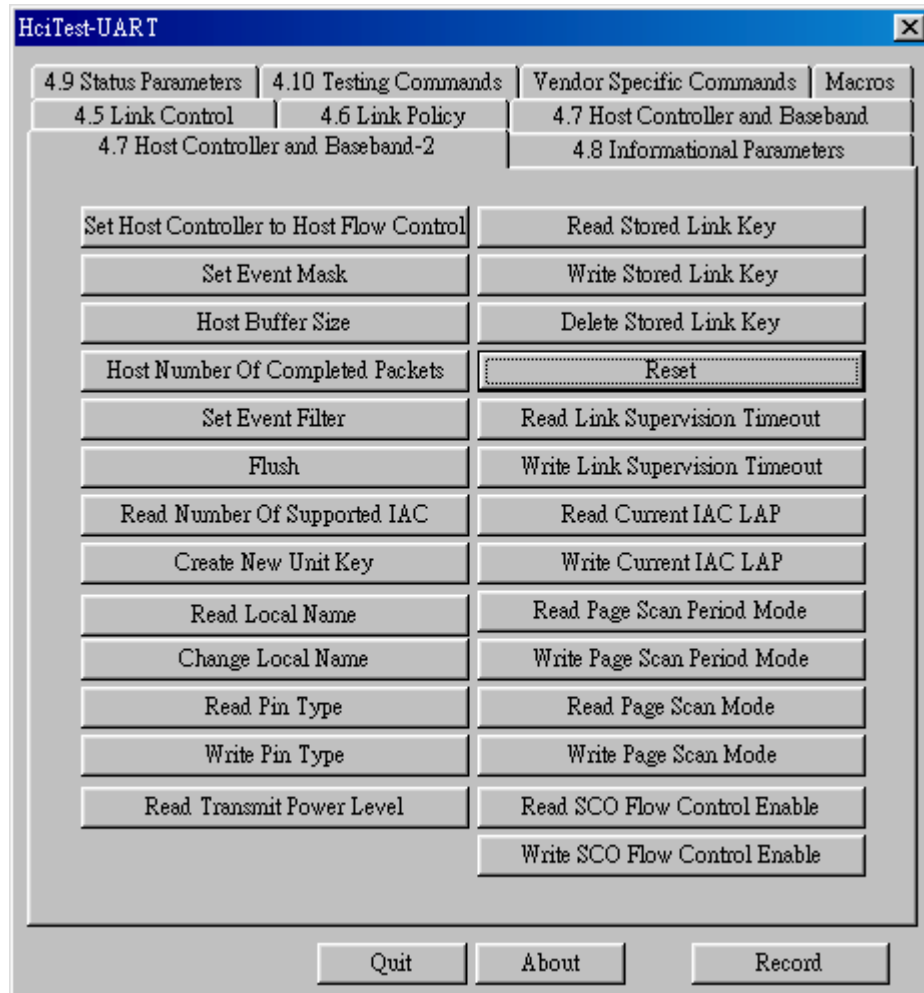 HciTest-UART
4.9 Status Parameters
4.10 Testing Commands
Vendor Specific Commands
Macros
4.5 Link Control
4.6 Link Policy
4.7 Host Controller and Baseband
4.7 Host Controller and Baseband-2
4.8 Informational Parameters
Set Host Controller to Host Flow Control
Read Stored Link Key
Set Event Mask
Write Stored Link Key
Host Buffer Size
Delete Stored Link Key
Host Number Of Completed Packets
Reset
Set Event Filter
Read Link Supervision Timeout
Flush
Write Link Supervision Timeout
Read Number Of Supported IAC
Read Current IAC LAP
Create New Unit Key
Write Current IAC LAP
Read Local Name
Read Page Scan Period Mode
Change Local Name
Write Page Scan Period Mode
Read Pin Type
Read Page Scan Mode
Write Pin Type
Write Page Scan Mode
Read Transmit Power Level
Read SCO Flow Control Enable
Write SCO Flow Control Enable
Quit
About
Record